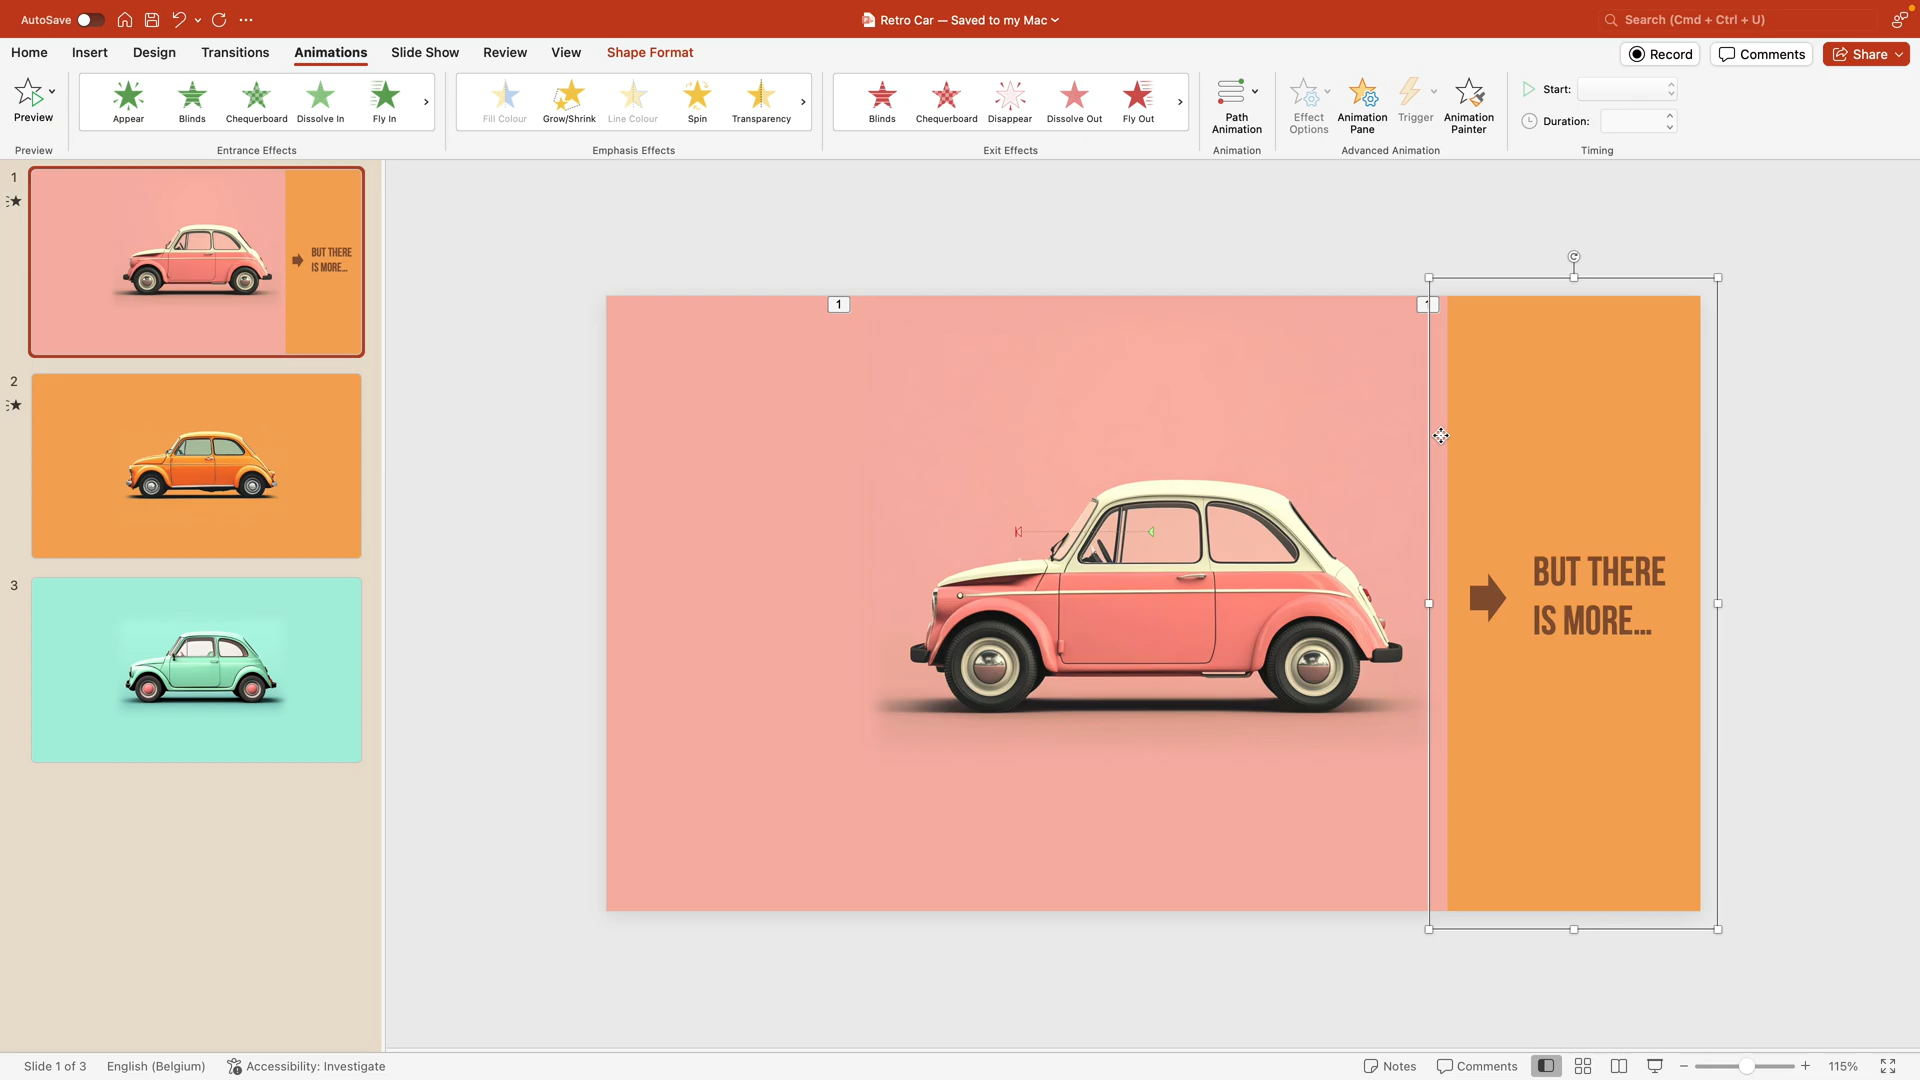 AutoSave
Retro Car — Saved to my Mac
Search (Cmd + Ctrl + U)
Home
Insert
Design
Transitions
Animations
Slide Show
Review
View
Shape Format
Record
Comments
Share
Preview
Appear
Blinds
Chequerboard
Dissolve In
Fly In
Fill Colour
Grow/Shrink
Line Colour
Spin
Transparency
Blinds
Chequerboard
Disappear
Dissolve Out
Fly Out
Path
Animation
Effect
Options
Animation
Pane
Trigger
Animation
Painter
Start:
Duration:
Preview
Entrance Effects
Emphasis Effects
Exit Effects
Animation
Advanced Animation
Timing
1
BUT THERE
IS MORE...
2
3
1
1
BUT THERE
IS MORE...
Slide 1 of 3
English (Belgium)
Accessibility: Investigate
Notes
Comments
115%